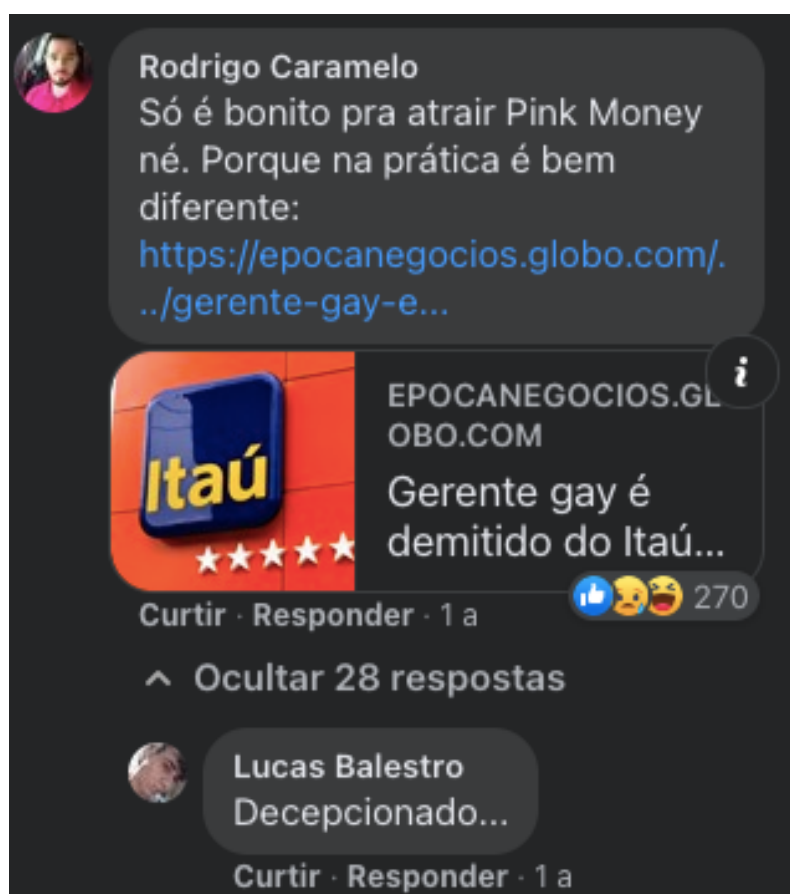 Rodrigo Caramelo
Só é bonito pra atrair Pink Money
né. Porque na prática é bem
diferente:
https://epocanegocios.globo.com/.
../gerente-gay-e...
Itaú
EPOCANEGOCIOS.GL
OBO.COM
Gerente gay é
demitido do Itaú...
270
Curtir · Responder · 1 a
Ocultar 28 respostas
Lucas Balestro
Decepcionado...
Curtir · Responder · 1 a